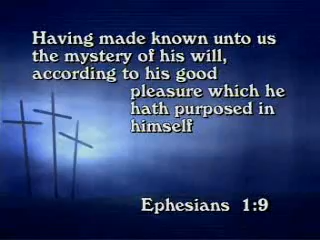 Having made known unto us
the mystery of his will,
according to his good
pleasure which he
hath purposed in
himself
Ephesians 1:9